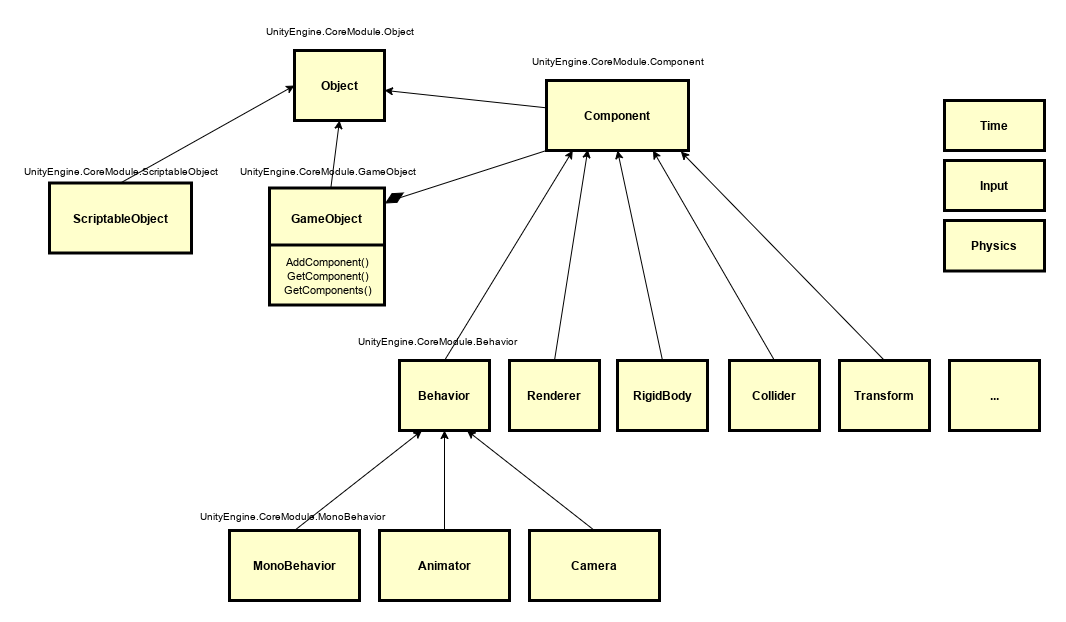 UnityEngine.CoreModule.Object
Object
UnityEngine.CoreModule.Component
Component
Time
Input
Physics
UnityEngine.CoreModule.ScriptableObject
ScriptableObject
UnityEngine.CoreModule.GameObject
GameObject
AddComponent()
GetComponent()
GetComponents()
UnityEngine.CoreModule.Behavior
Behavior
Renderer
RigidBody
Collider
Transform
...
UnityEngine.CoreModule.MonoBehavior
MonoBehavior
Animator
Camera